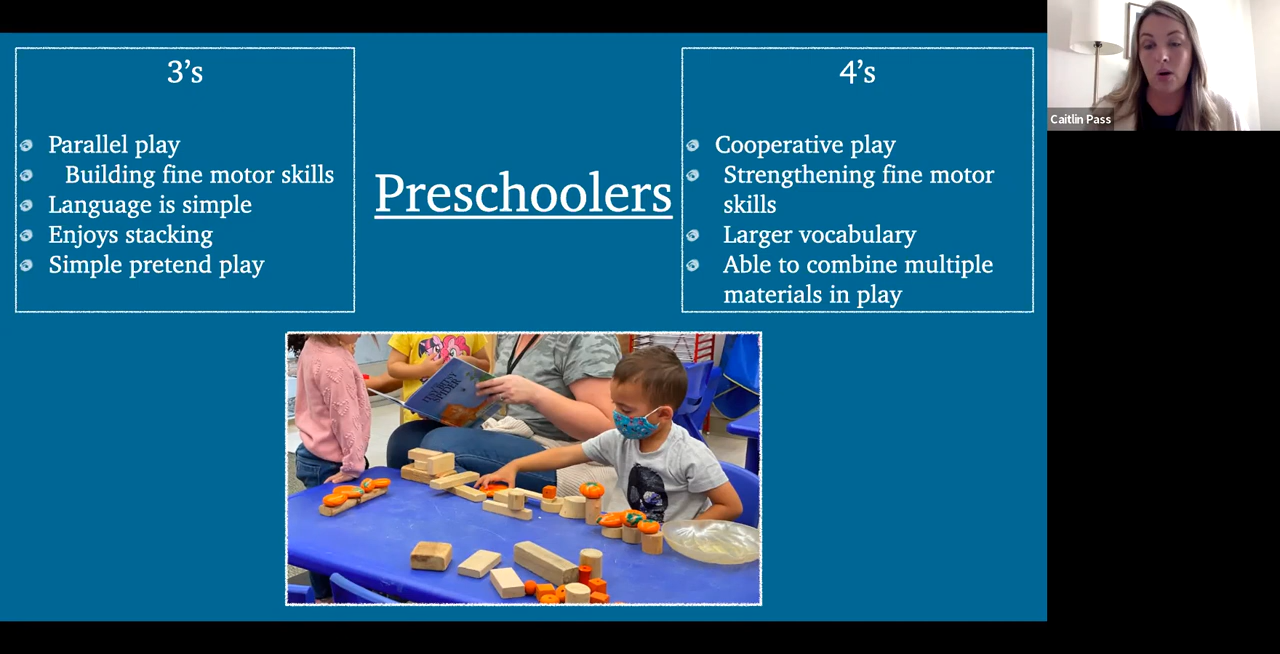 3’s
Parallel play
Building fine motor skills
Language is simple
Enjoys stacking
Simple pretend play
Preschoolers
4’s
Cooperative play
Strengthening fine motor
skills
Larger vocabulary
Able to combine multiple
materials in play
Caitlin Pass
SPIDER